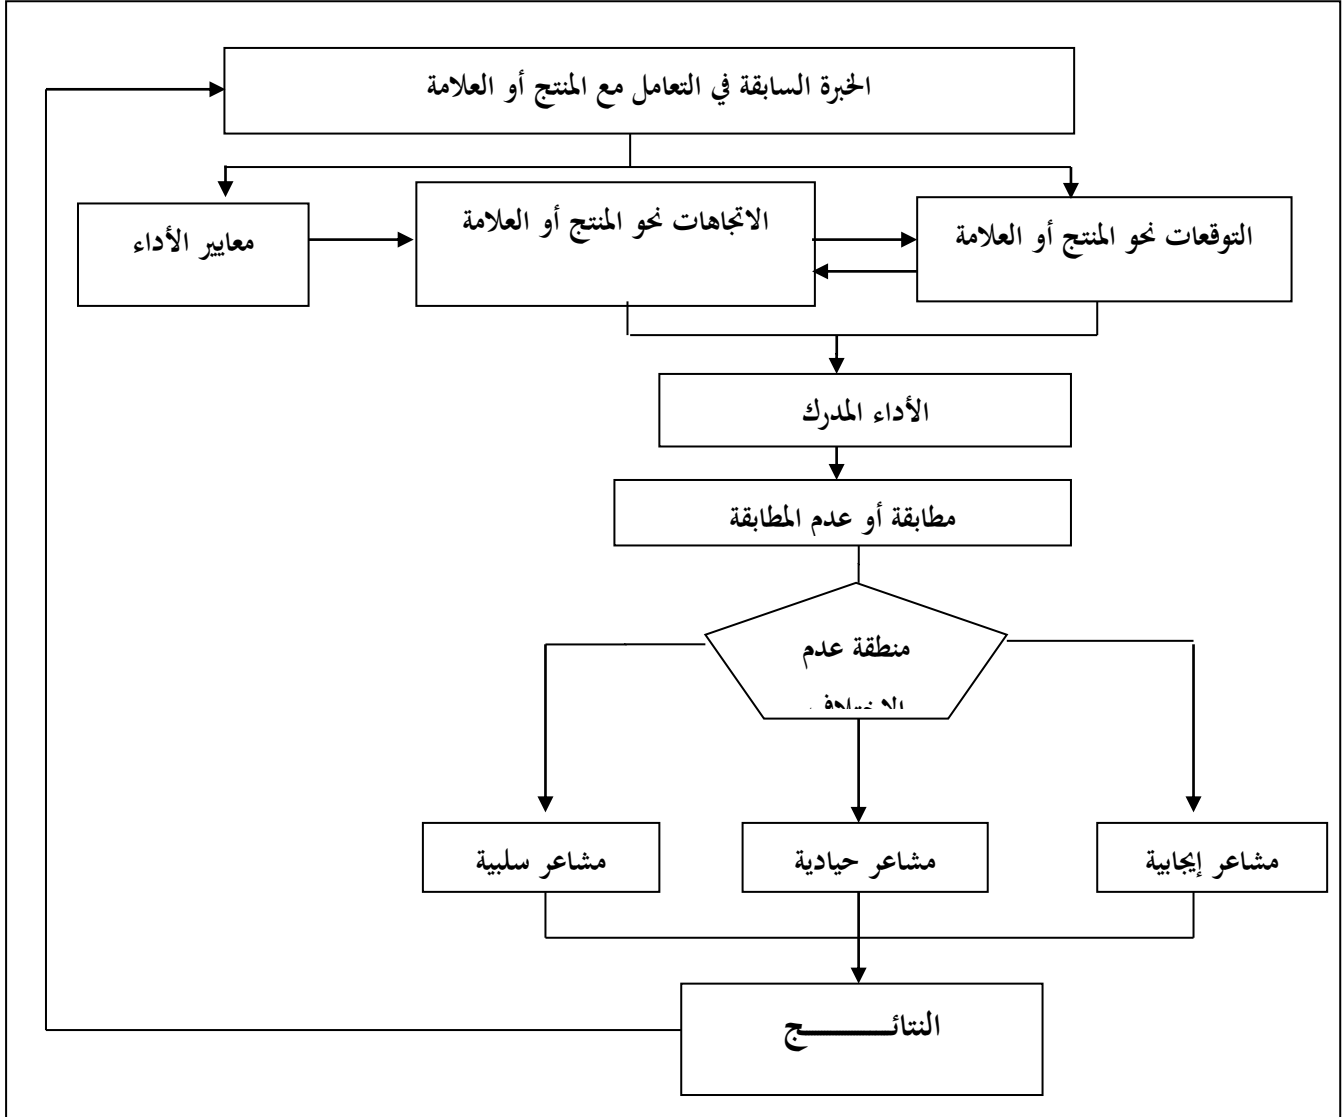 الخبرة السابقة في التعامل مع المنتج أو العلامة
التوقعات نحو المنتج أو العلامة
الاتجاهات نحو المنتج أو العلامة
معايير الأداء
الأداء المدرك
مطابقة أو عدم المطابقة
منطقة عدم
مشاعر إيجابية
مشاعر حيادية
مشاعر سلبية
النتائـــــــــــج